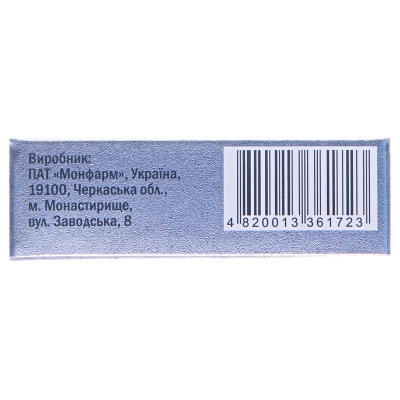 Виробник:
ПАТ «Монфарм», Україна,
19100, Черкаська обл.,
м. Монастирище,
вул. Заводська, 8
4 820013 361723